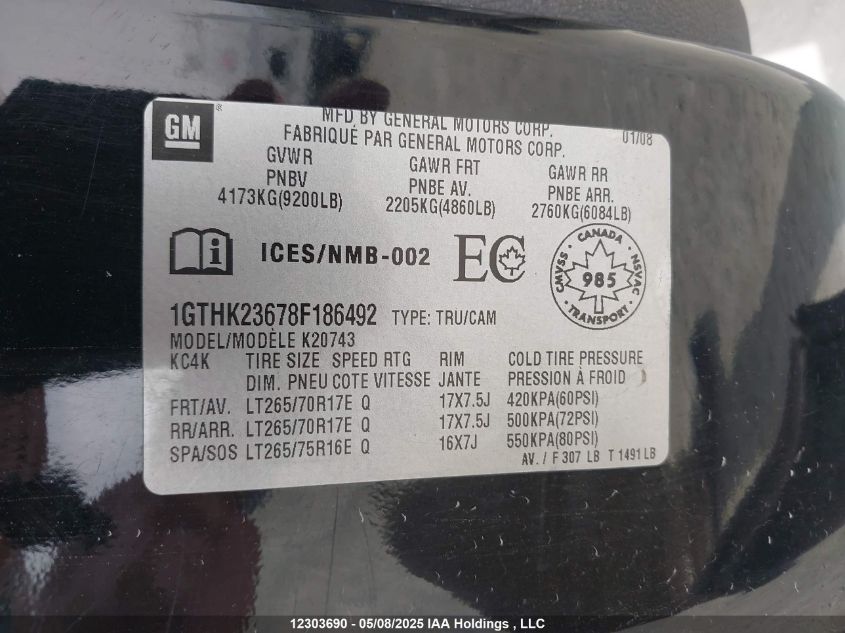 GM ®
MFD BY GENERAL MOTORS CORP.
FABRIQUÉ PAR GENERAL MOTORS CORP.
01/08
GVWR GAWR FRT GAWR RR
PNBV PNBE AV. PNBE ARR.
4173KG(9200LB) 2205KG(4860LB) 2760KG(6084LB)
i ICES/NMB-002 EC
CANADA
CMVSS 985 NSVAC
TRANSPORT
1GTHK23678F186492 TYPE: TRU/CAM
MODEL/MODÈLE K20743
KC4K TIRE SIZE SPEED RTG RIM COLD TIRE PRESSURE
DIM. PNEU COTE VITESSE JANTE PRESSION À FROID
FRT/AV. LT265/70R17E Q 17X7.5J 420KPA(60PSI)
RR/ARR. LT265/70R17E Q 17X7.5J 500KPA(72PSI)
SPA/SOS LT265/75R16E Q 16X7J 550KPA(80PSI)
AV. / F 307 LB T 1491 LB
12303690 - 05/08/2025 IAA Holdings , LLC